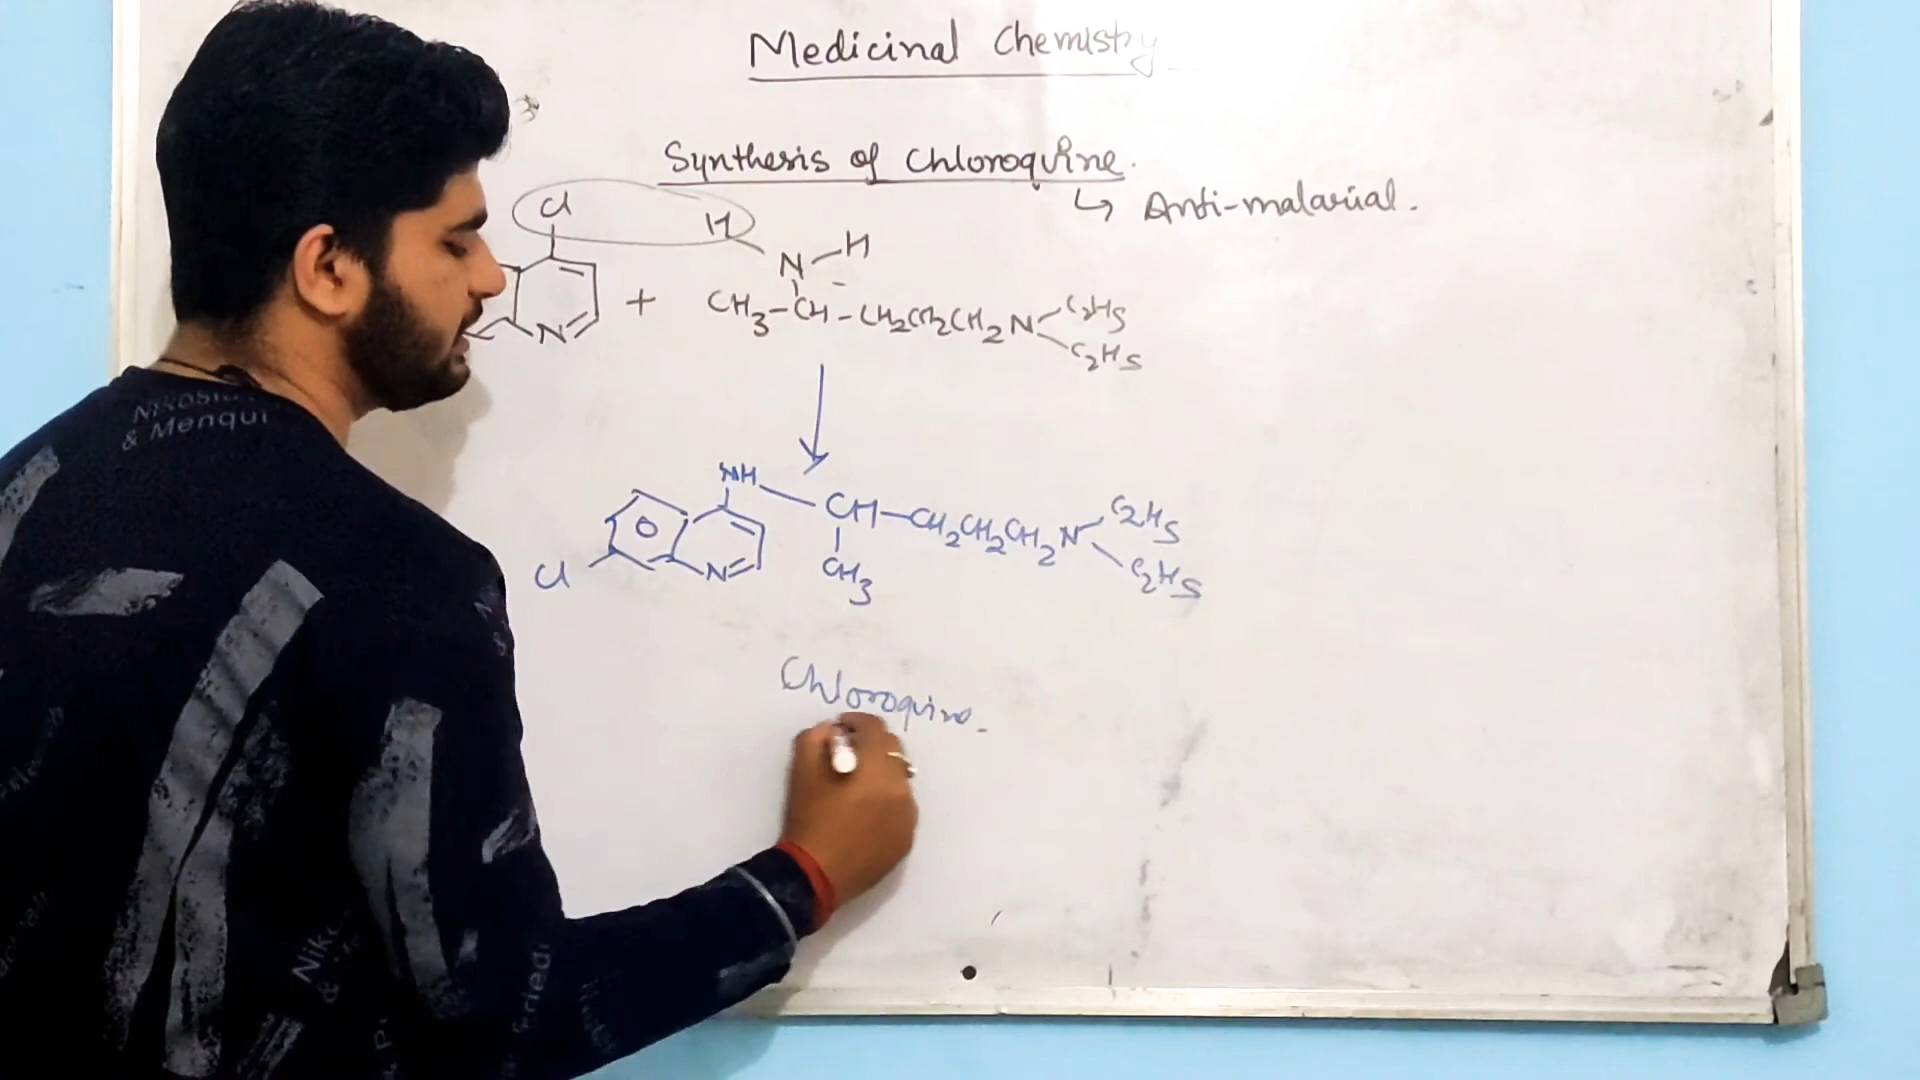 Medicinal Chemistry
Synthesis of Chloroquine.
↳ Anti-malarial.
Cl H
N-H
N + CH3-CH-CH2CH2CH2N C2H5
C2H5
NH CH-CH2CH2CH2N C2H5
Cl N CH3 C2H5
Chloroquine.
& Menqui